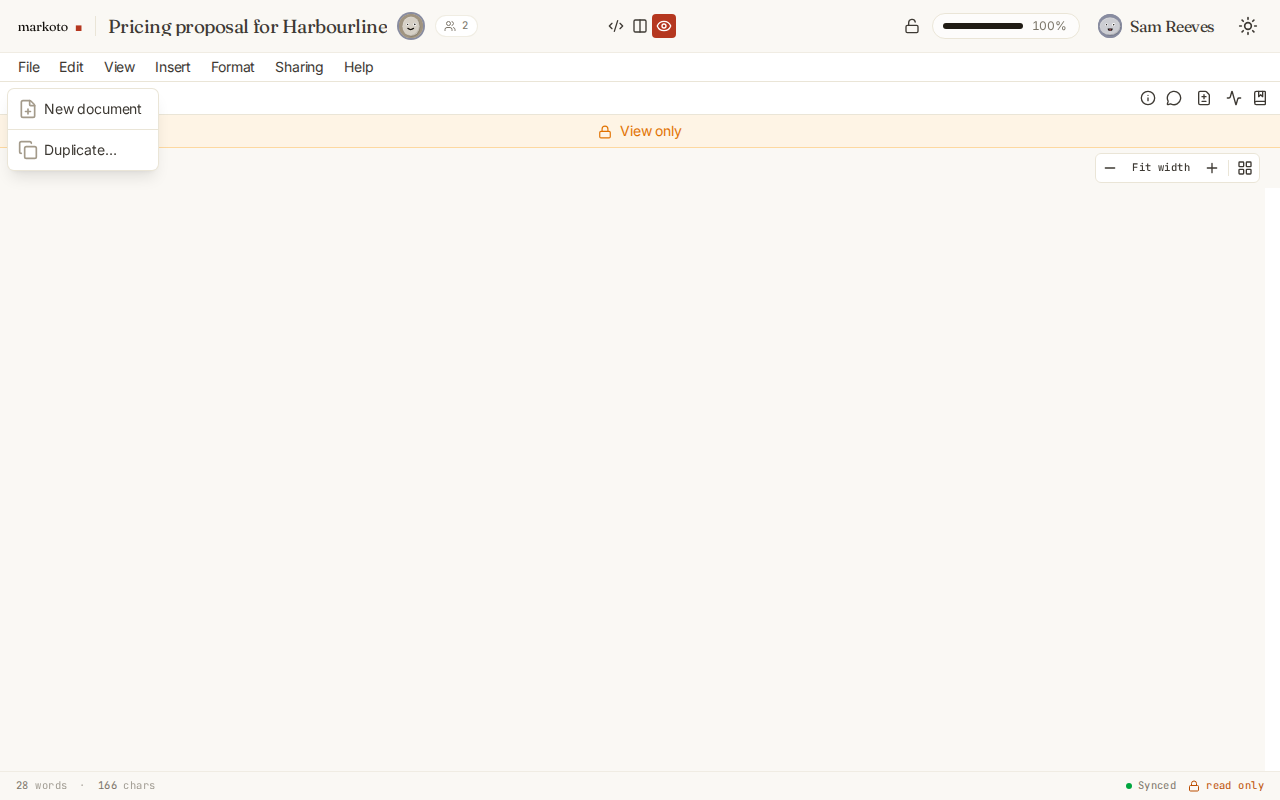 markoto
Pricing proposal for Harbourline
2
100%
Sam Reeves
File Edit View Insert Format Sharing Help
New document
Duplicate...
View only
Fit width
28 words · 166 chars
Synced
read only